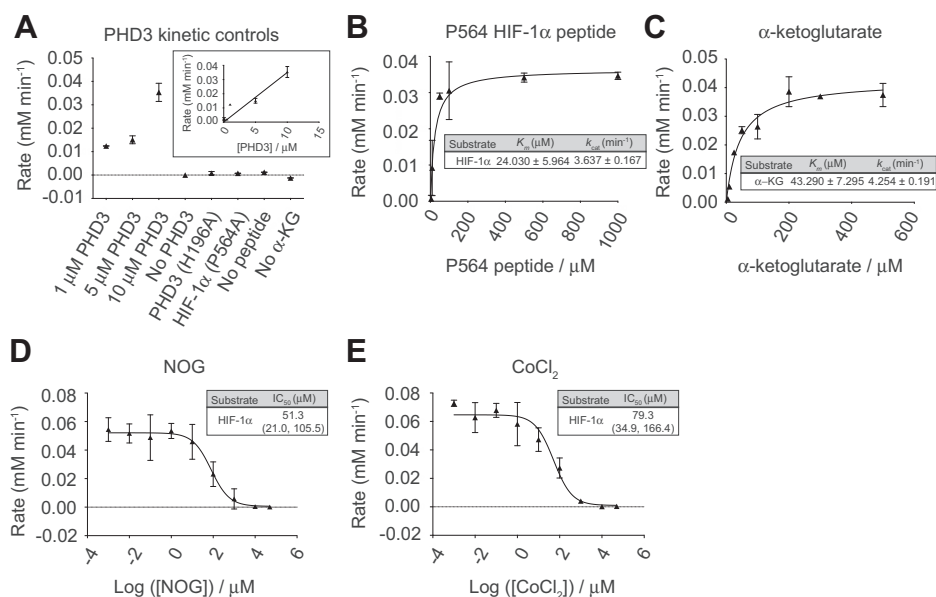 A
PHD3 kinetic controls
Rate (mM min⁻¹)
0.05
0.04
0.03
0.02
0.01
0.00
-0.01
1 µM PHD3
5 µM PHD3
10 µM PHD3
No PHD3
PHD3 (H196A)
HIF-1α (P564A)
No peptide
No α-KG
Rate (mM min⁻¹)
0.04
0.03
0.02
0.01
0.00
0
5
10
15
[PHD3] / µM
B
P564 HIF-1α peptide
Rate (mM min⁻¹)
0.04
0.03
0.02
0.01
0.00
200
400
600
800
1000
P564 peptide / µM
Substrate Kₘ (µM) k_cat (min⁻¹)
HIF-1α 24.030 ± 5.964 3.637 ± 0.167
C
α-ketoglutarate
Rate (mM min⁻¹)
0.05
0.04
0.03
0.02
0.01
0.00
0
200
400
600
α-ketoglutarate / µM
Substrate Kₘ (µM) k_cat (min⁻¹)
α–KG 43.290 ± 7.295 4.254 ± 0.191
D
NOG
Rate (mM min⁻¹)
0.08
0.06
0.04
0.02
0.00
-0.02
-4
-2
0
2
4
6
Log ([NOG]) / µM
Substrate IC₅₀ (µM)
HIF-1α 51.3
(21.0, 105.5)
E
CoCl₂
Rate (mM min⁻¹)
0.08
0.06
0.04
0.02
0.00
-0.02
-4
-2
0
2
4
6
Log ([CoCl₂]) / µM
Substrate IC₅₀ (µM)
HIF-1α 79.3
(34.9, 166.4)